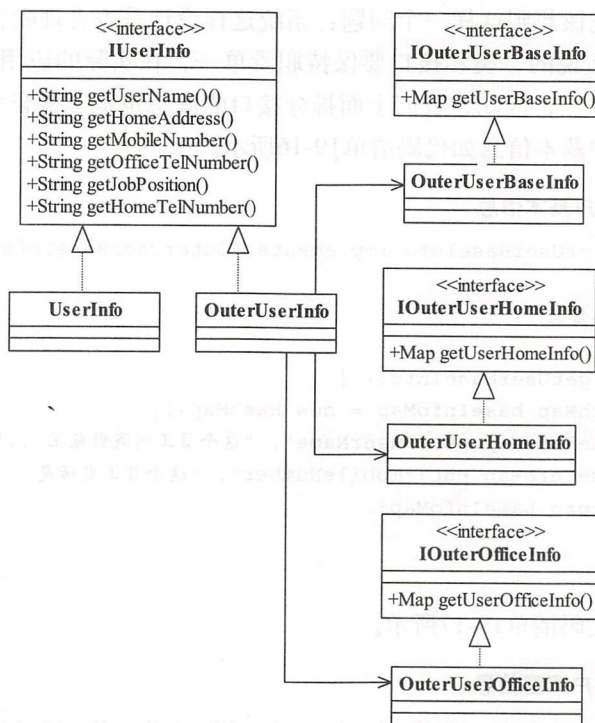 <<interface>>
IUserInfo
+String getUserName()()
+String getHomeAddress()
+String getMobileNumber()
+String getOfficeTelNumber()
+String getJobPosition()
+String getHomeTelNumber()
UserInfo
OuterUserInfo
<<interface>>
IOuterUserBaseInfo
+Map getUserBaseInfo()
OuterUserBaseInfo
<<interface>>
IOuterUserHomeInfo
+Map getUserHomeInfo()
OuterUserHomeInfo
<<interface>>
IOuterOfficeInfo
+Map getUserOfficeInfo()
OuterUserOfficeInfo